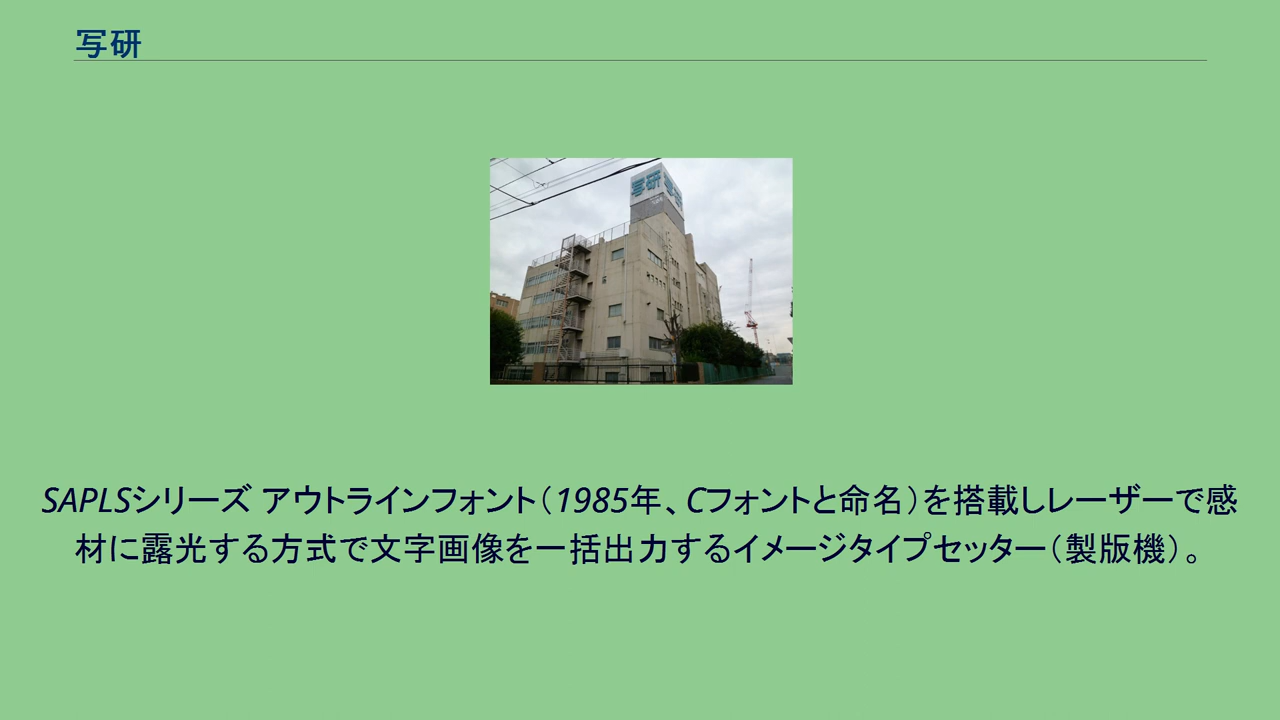 写研
写研 写研
SAPLSシリーズ アウトラインフォント（1985年、Cフォントと命名）を搭載しレーザーで感
材に露光する方式で文字画像を一括出力するイメージタイプセッター（製版機）。